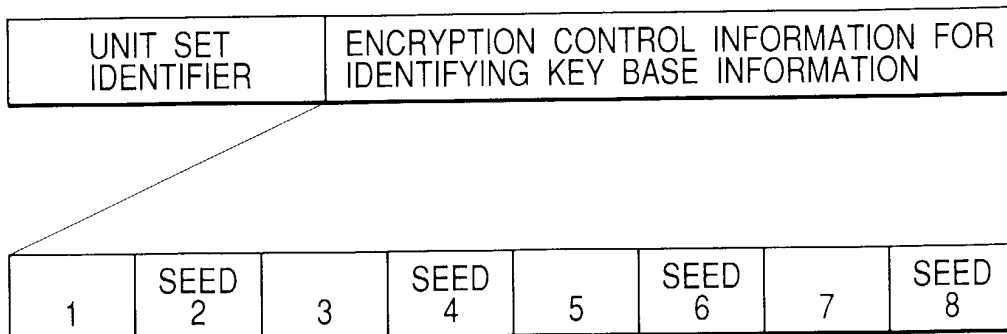 UNIT SET
IDENTIFIER
ENCRYPTION CONTROL INFORMATION FOR
IDENTIFYING KEY BASE INFORMATION
1
SEED
2
3
SEED
4
5
SEED
6
7
SEED
8